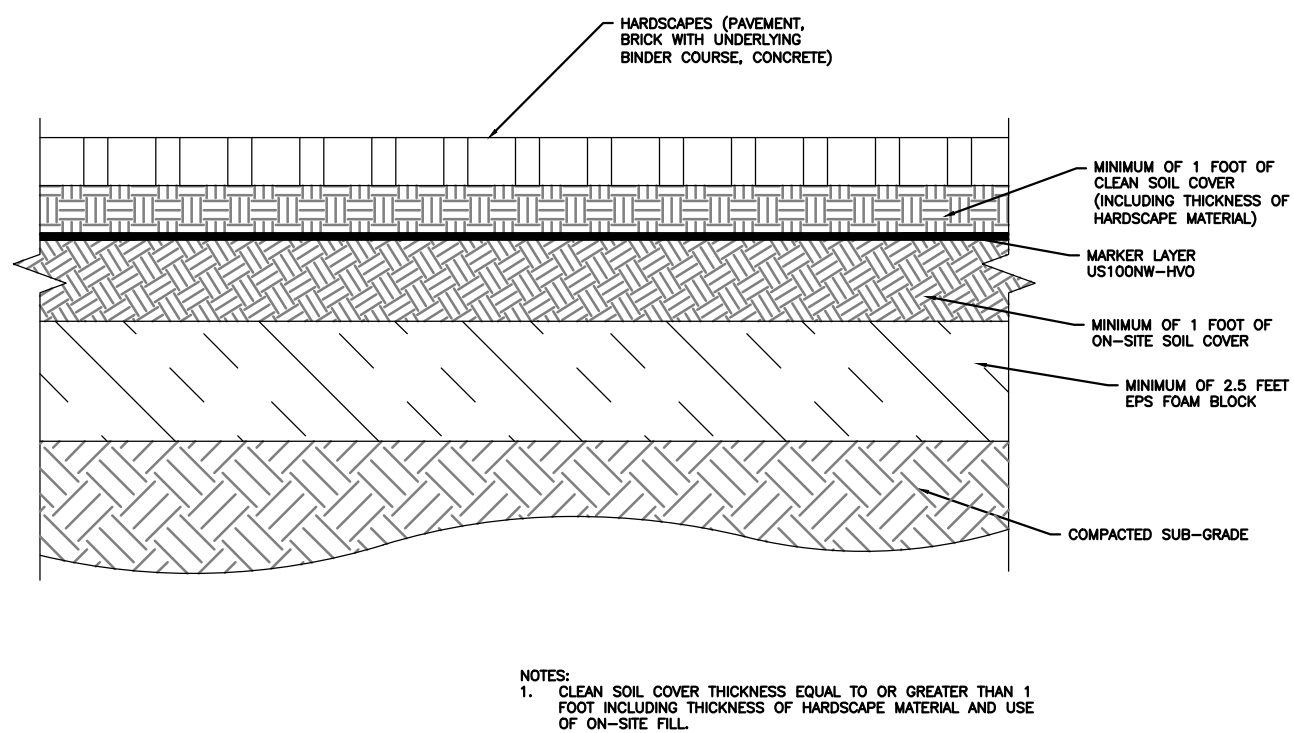 HARDSCAPES (PAVEMENT,
BRICK WITH UNDERLYING
BINDER COURSE, CONCRETE)
MINIMUM OF 1 FOOT OF
CLEAN SOIL COVER
(INCLUDING THICKNESS OF
HARDSCAPE MATERIAL)
MARKER LAYER
US100NW-HVO
MINIMUM OF 1 FOOT OF
ON-SITE SOIL COVER
MINIMUM OF 2.5 FEET
EPS FOAM BLOCK
COMPACTED SUB-GRADE
NOTES:
1. CLEAN SOIL COVER THICKNESS EQUAL TO OR GREATER THAN 1
FOOT INCLUDING THICKNESS OF HARDSCAPE MATERIAL AND USE
OF ON-SITE FILL.